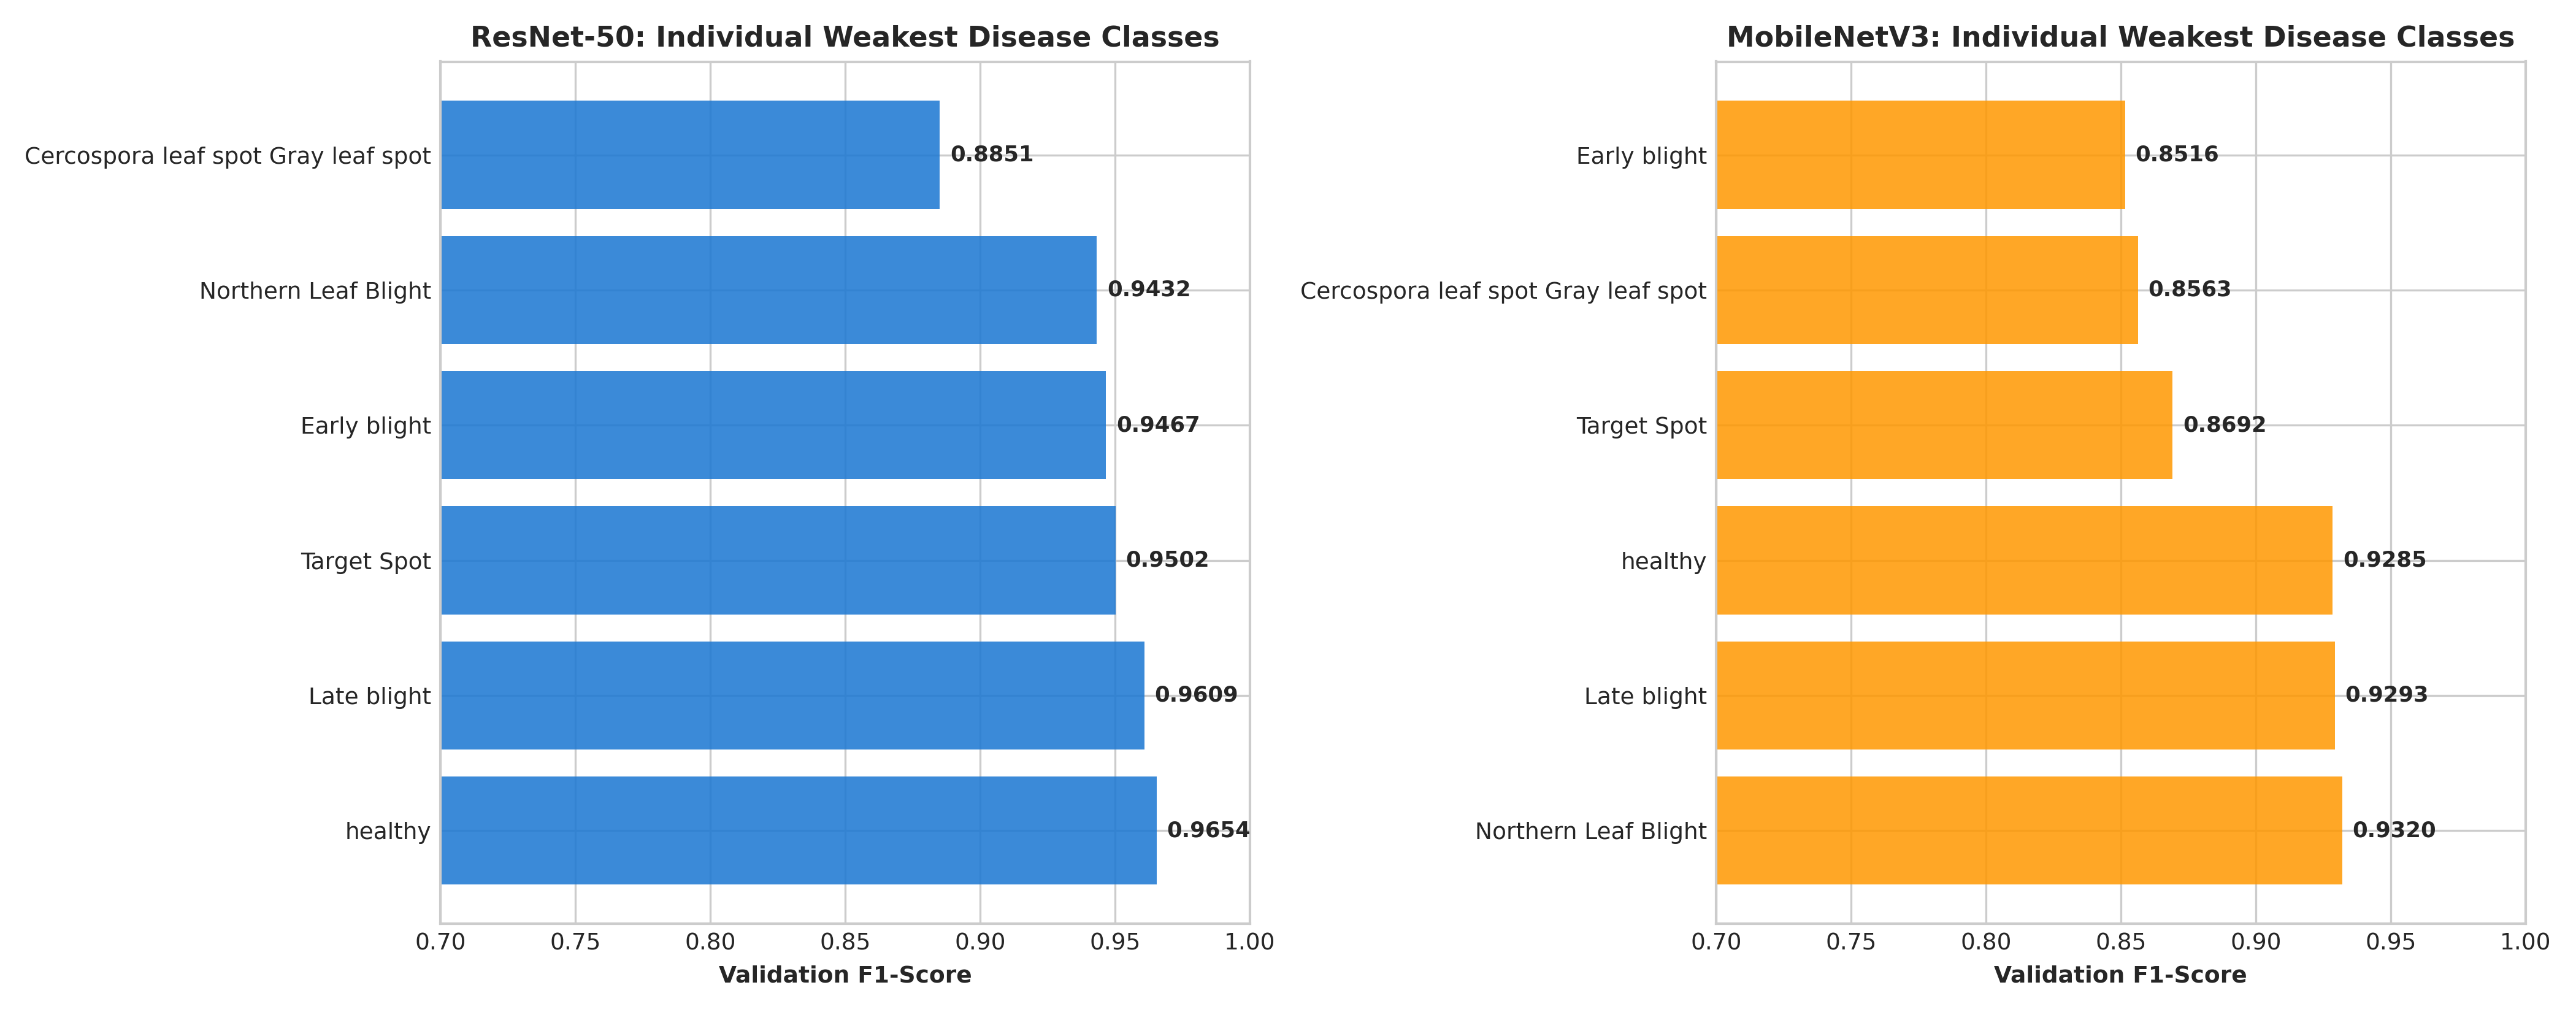 ResNet-50: Individual Weakest Disease Classes
Cercospora leaf spot Gray leaf spot
0.8851
Northern Leaf Blight
0.9432
Early blight
0.9467
Target Spot
0.9502
Late blight
0.9609
healthy
0.9654
0.70 0.75 0.80 0.85 0.90 0.95 1.00
Validation F1-Score
MobileNetV3: Individual Weakest Disease Classes
Early blight
0.8516
Cercospora leaf spot Gray leaf spot
0.8563
Target Spot
0.8692
healthy
0.9285
Late blight
0.9293
Northern Leaf Blight
0.9320
0.70 0.75 0.80 0.85 0.90 0.95 1.00
Validation F1-Score